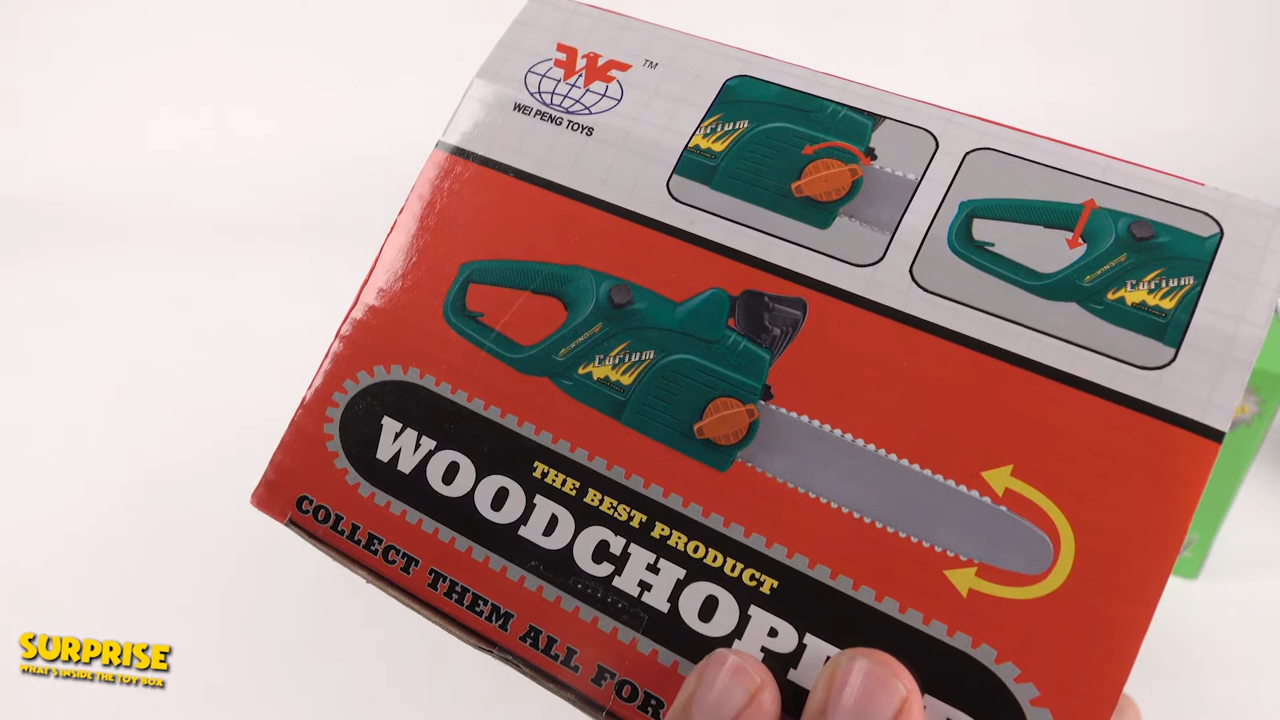 WEI PENG TOYS
TM
Curium
Curium
Curium
THE BEST PRODUCT
COLLECT THEM ALL FOR
SURPRISE
WHAT'S INSIDE THE TOY BOX